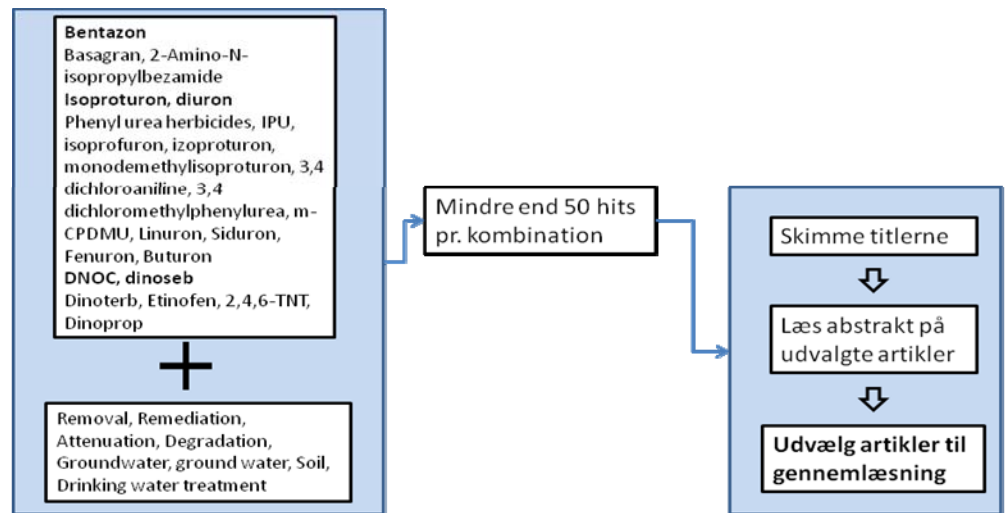 Bentazon
Basagran, 2-Amino-N-
isopropylbezamide
Isoproturon, diuron
Phenyl urea herbicides, IPU,
isoprofuron, izoproturon,
monodemethylisoproturon, 3,4
dichloroaniline, 3,4
dichloromethylphenylurea, m-
CPDMU, Linuron, Siduron,
Fenuron, Buturon
DNOC, dinoseb
Dinoterb, Etinofen, 2,4,6-TNT,
Dinoprop
+
Removal, Remediation,
Attenuation, Degradation,
Groundwater, ground water, Soil,
Drinking water treatment
Mindre end 50 hits
pr. kombination
Skimme titlerne
Læs abstrakt på
udvalgte artikler
Udvælg artikler til
gennemlæsning